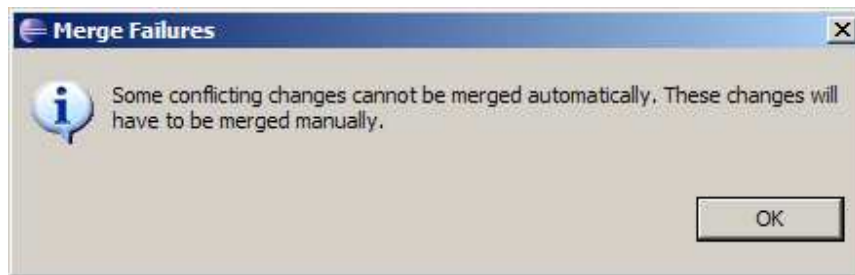 Merge Failures
Some conflicting changes cannot be merged automatically. These changes will
have to be merged manually.
OK